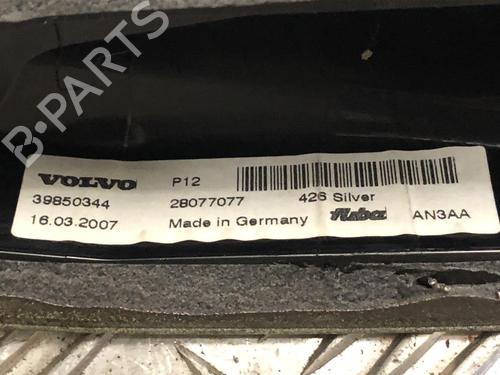 B-PARTS
VOLVO P12
39850344 28077077 426 Silver
16.03.2007 Made in Germany fuba AN3AA